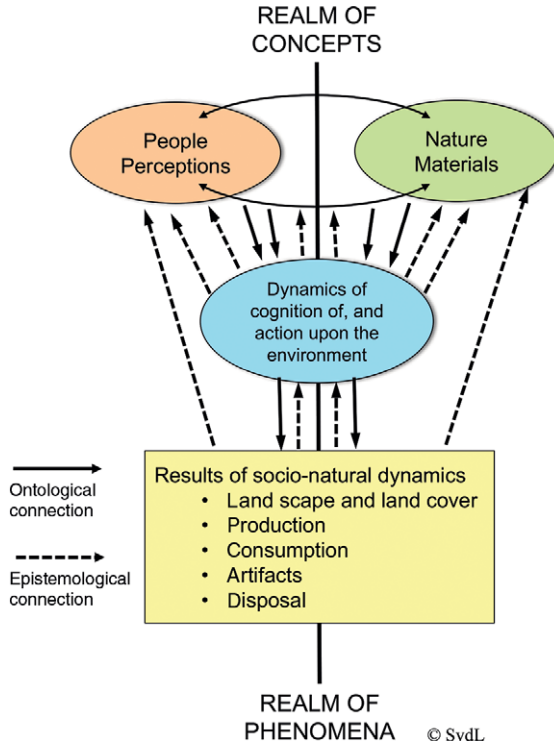 REALM OF
CONCEPTS
People
Perceptions
Nature
Materials
Dynamics of
cognition of, and
action upon the
environment
Results of socio-natural dynamics
• Land scape and land cover
• Production
• Consumption
• Artifacts
• Disposal
Ontological
connection
Epistemological
connection
REALM OF
PHENOMENA
© SvdL